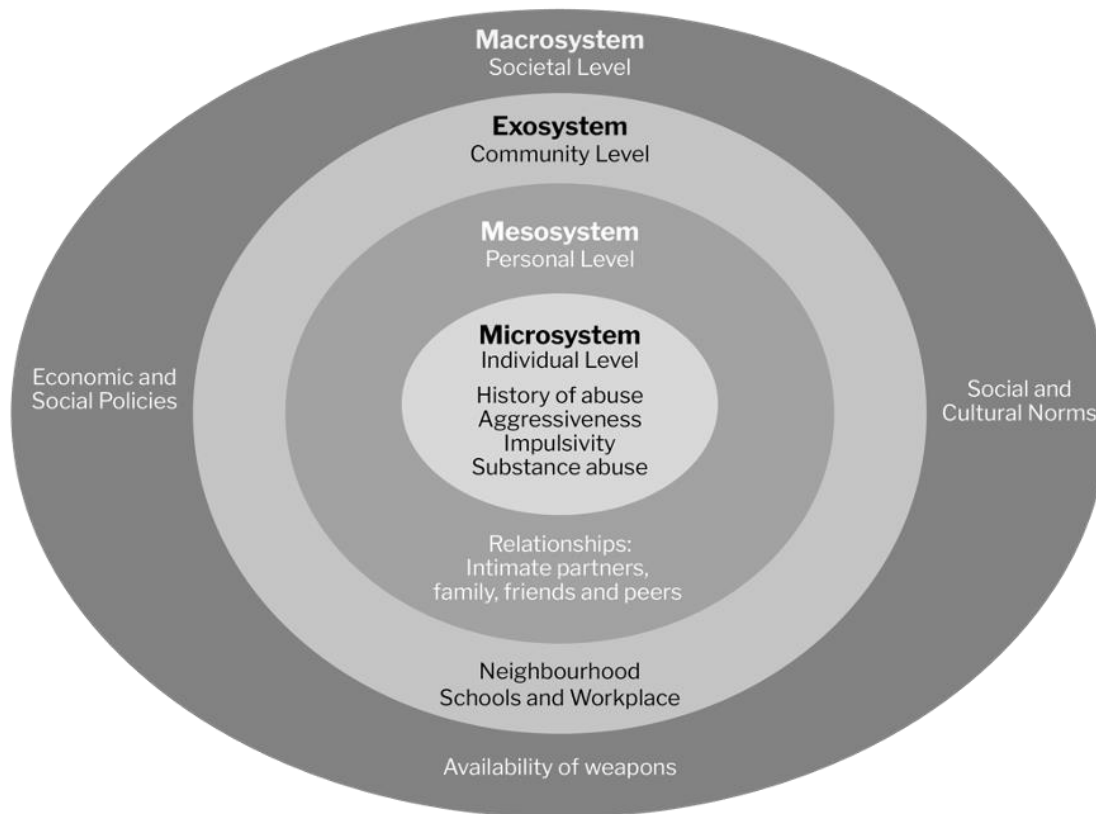 Macrosystem
Societal Level
Exosystem
Community Level
Mesosystem
Personal Level
Microsystem
Individual Level
History of abuse
Aggressiveness
Impulsivity
Substance abuse
Economic and
Social Policies
Social and
Cultural Norms
Relationships:
Intimate partners,
family, friends and peers
Neighbourhood
Schools and Workplace
Availability of weapons